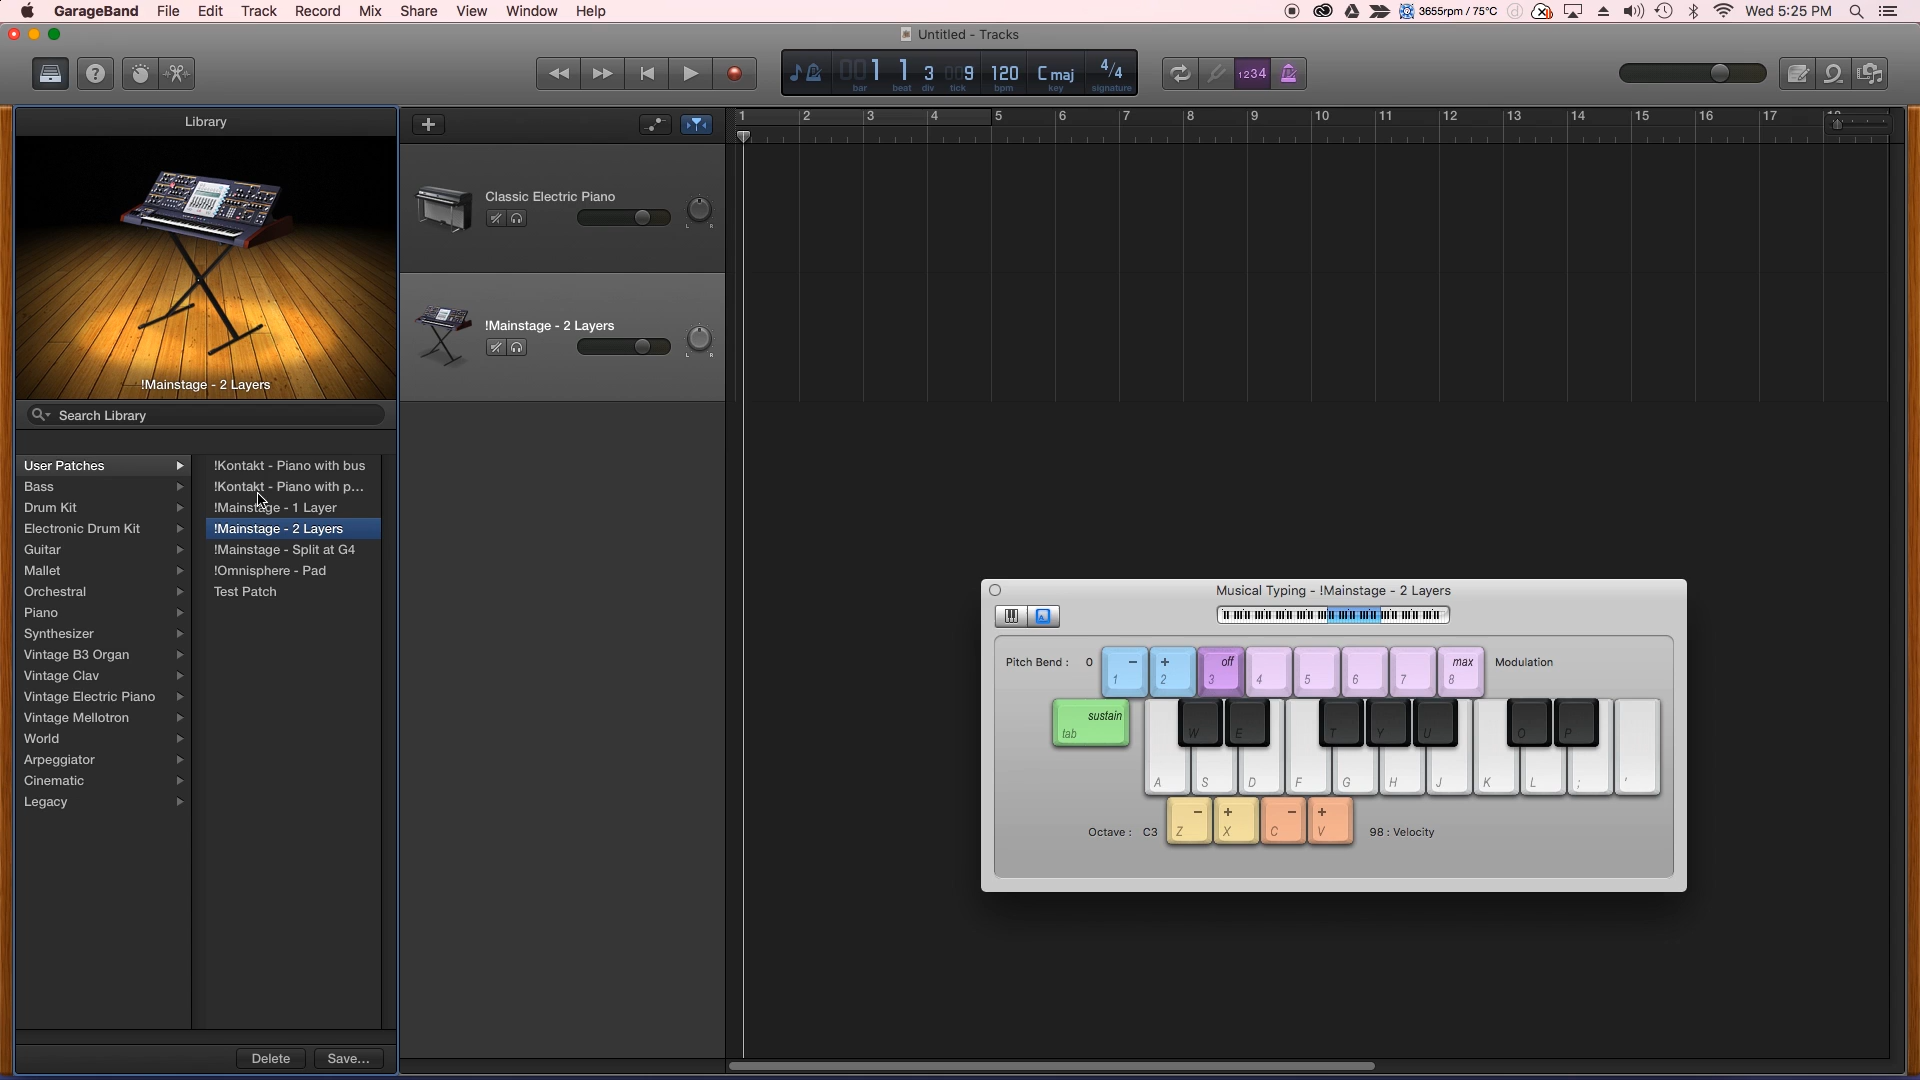 GarageBand File Edit Track Record Mix Share View Window Help
3655rpm / 75°C
Wed 5:25 PM
Untitled - Tracks
001 1 3 009 120 C maj 4/4
bar beat div tick bpm key signature
1234
Library
1 2 3 4 5 6 7 8 9 10 11 12 13 14 15 16 17
Classic Electric Piano
L R
!Mainstage - 2 Layers
L R
!Mainstage - 2 Layers
Search Library
User Patches
Bass
Drum Kit
Electronic Drum Kit
Guitar
Mallet
Orchestral
Piano
Synthesizer
Vintage B3 Organ
Vintage Clav
Vintage Electric Piano
Vintage Mellotron
World
Arpeggiator
Cinematic
Legacy
!Kontakt - Piano with bus
!Kontakt - Piano with p...
!Mainstage - 1 Layer
!Mainstage - 2 Layers
!Mainstage - Split at G4
!Omnisphere - Pad
Test Patch
Delete Save...
Musical Typing - !Mainstage - 2 Layers
Pitch Bend : 0 − + off max Modulation
1 2 3 4 5 6 7 8
sustain
tab
W E T Y U O P
A S D F G H J K L ; '
− + − +
Octave : C3 Z X C V 98 : Velocity